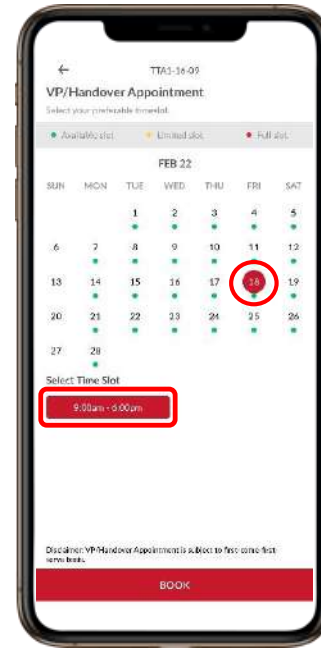 TTA1-16-09
VP/Handover Appointment
Select your preferable timeslot.
Available slot Limited slot Full slot
FEB 22
SUN MON TUE WED THU FRI SAT
1 2 3 4 5
6 7 8 9 10 11 12
13 14 15 16 17 18 19
20 21 22 23 24 25 26
27 28
Select Time Slot
9:00am - 6:00pm
Disclaimer: VP/Handover Appointment is subject to first-come-first-
serve basis.
BOOK